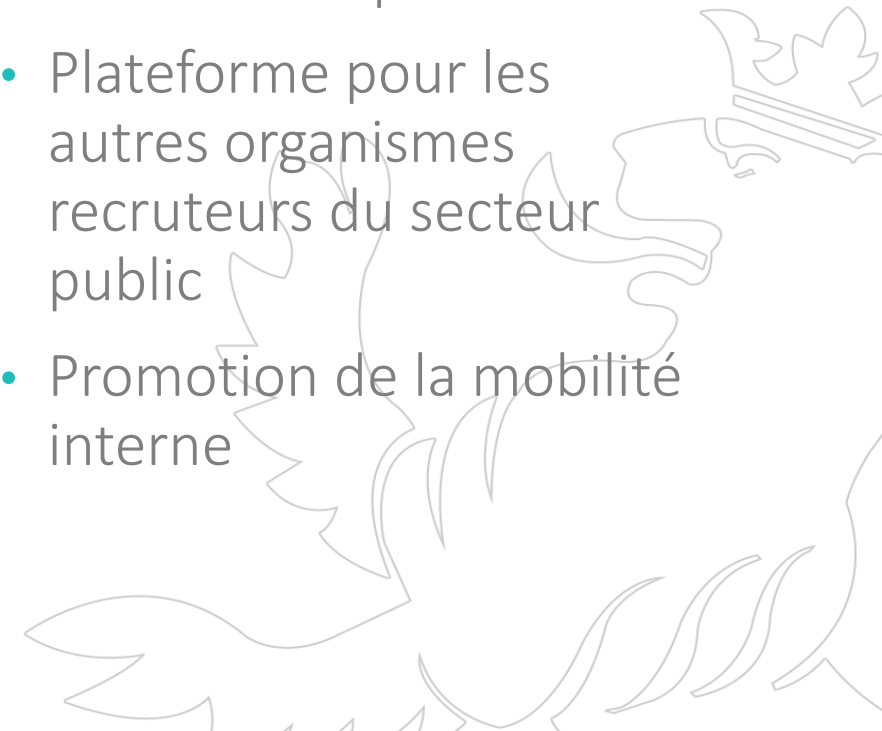 • Plateforme pour les
autres organismes
recruteurs du secteur
public
• Promotion de la mobilité
interne